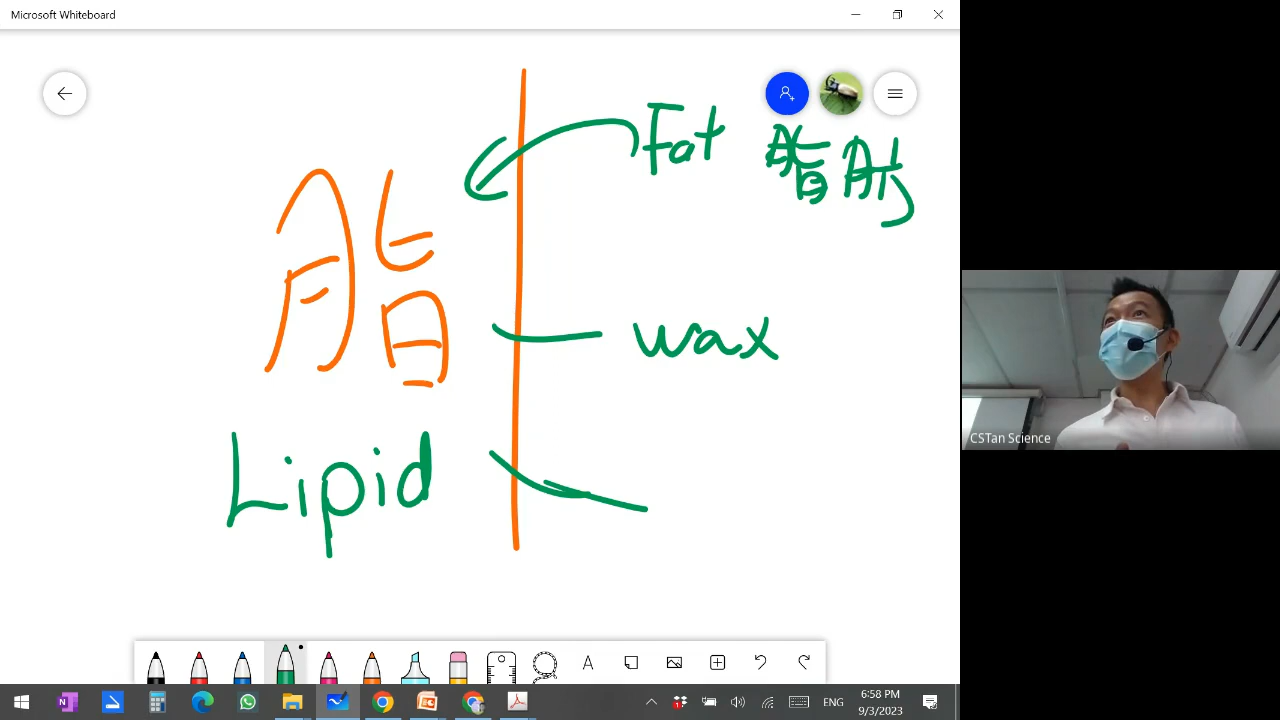 Microsoft Whiteboard
Fat 脂肪
脂
wax
Lipid
CSTan Science
A
ENG
6:58 PM
9/3/2023